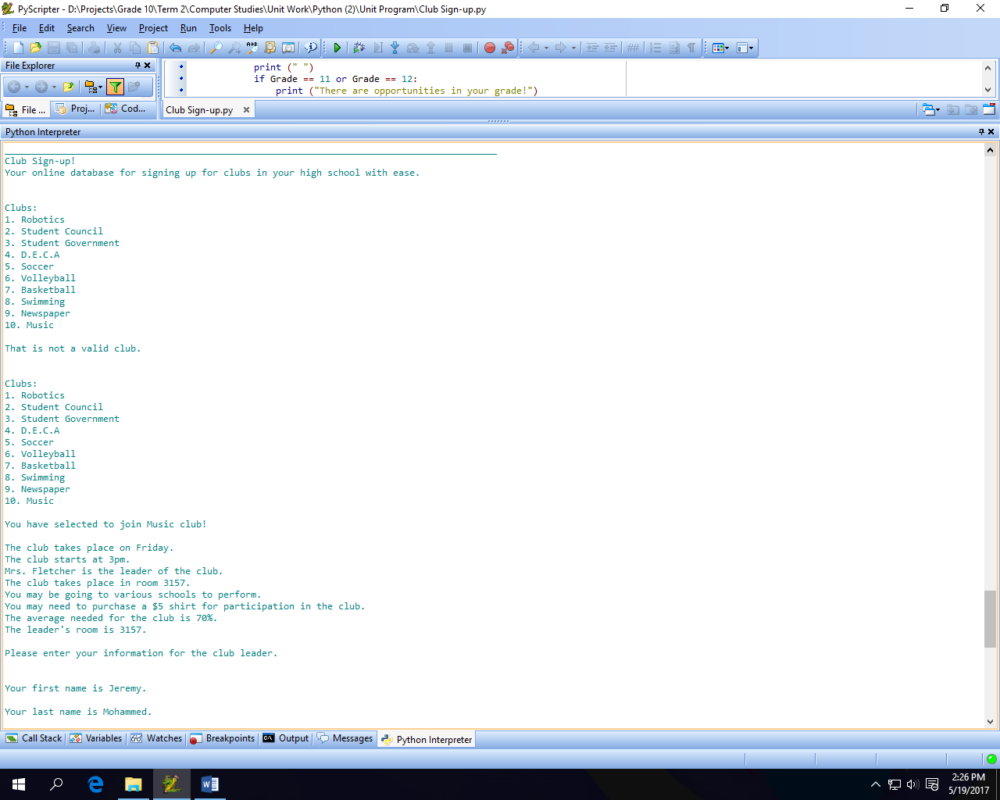 PyScripter - D:\Projects\Grade 10\Term 2\Computer Studies\Unit Work\Python (2)\Unit Program\Club Sign-up.py
File Edit Search View Project Run Tools Help
File Explorer
print (" ")
if Grade == 11 or Grade == 12:
print ("There are opportunities in your grade!")
File ... Proj... Cod...
Club Sign-up.py
Python Interpreter
Club Sign-up!
Your online database for signing up for clubs in your high school with ease.
Clubs:
1. Robotics
2. Student Council
3. Student Government
4. D.E.C.A
5. Soccer
6. Volleyball
7. Basketball
8. Swimming
9. Newspaper
10. Music
That is not a valid club.
Clubs:
1. Robotics
2. Student Council
3. Student Government
4. D.E.C.A
5. Soccer
6. Volleyball
7. Basketball
8. Swimming
9. Newspaper
10. Music
You have selected to join Music club!
The club takes place on Friday.
The club starts at 3pm.
Mrs. Fletcher is the leader of the club.
The club takes place in room 3157.
You may be going to various schools to perform.
You may need to purchase a $5 shirt for participation in the club.
The average needed for the club is 70%.
The leader's room is 3157.
Please enter your information for the club leader.
Your first name is Jeremy.
Your last name is Mohammed.
Call Stack Variables Watches Breakpoints Output Messages Python Interpreter
2:26 PM
5/19/2017